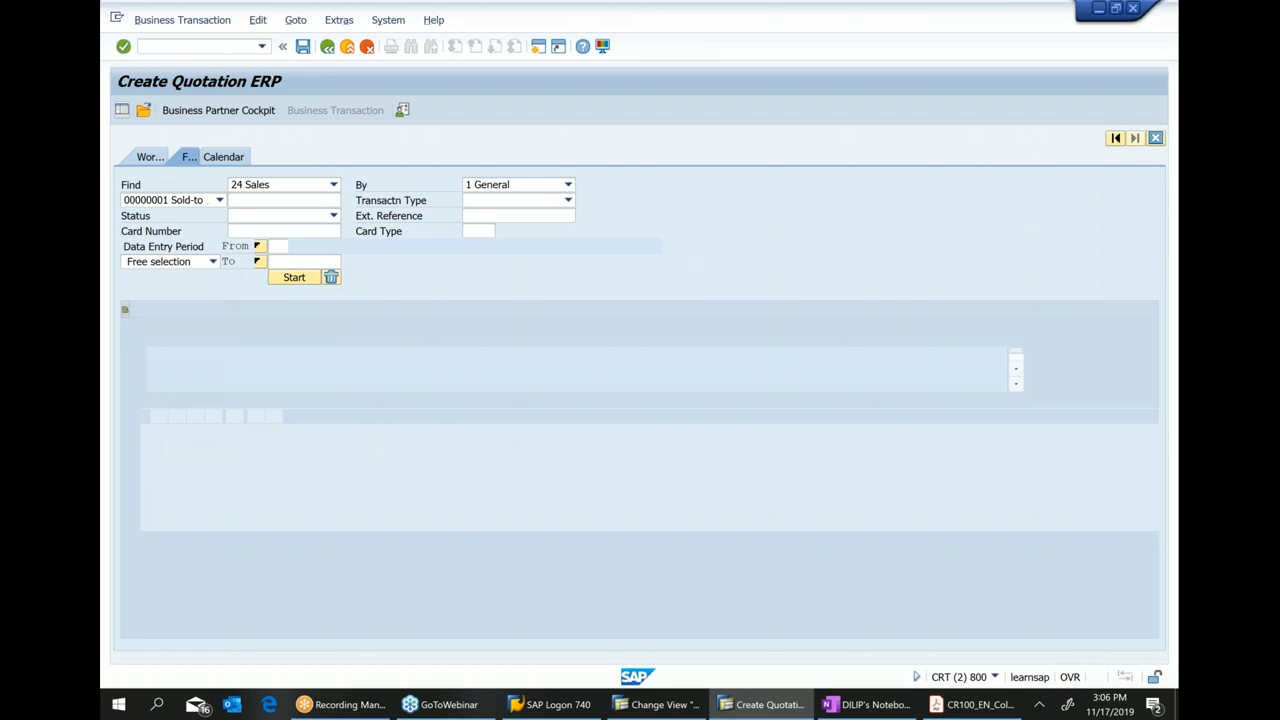 Business Transaction Edit Goto Extras System Help
Create Quotation ERP
Business Partner Cockpit Business Transaction
Wor... F... Calendar
Find 24 Sales By 1 General
00000001 Sold-to Transactn Type
Status Ext. Reference
Card Number Card Type
Data Entry Period From
Free selection To
Start
SAP CRT (2) 800 learnsap OVR
16 Recording Man... GoToWebinar SAP Logon 740 Change View "... Create Quotati... DILIP's Notebo... CR100_EN_Col... 3:06 PM
11/17/2019 2